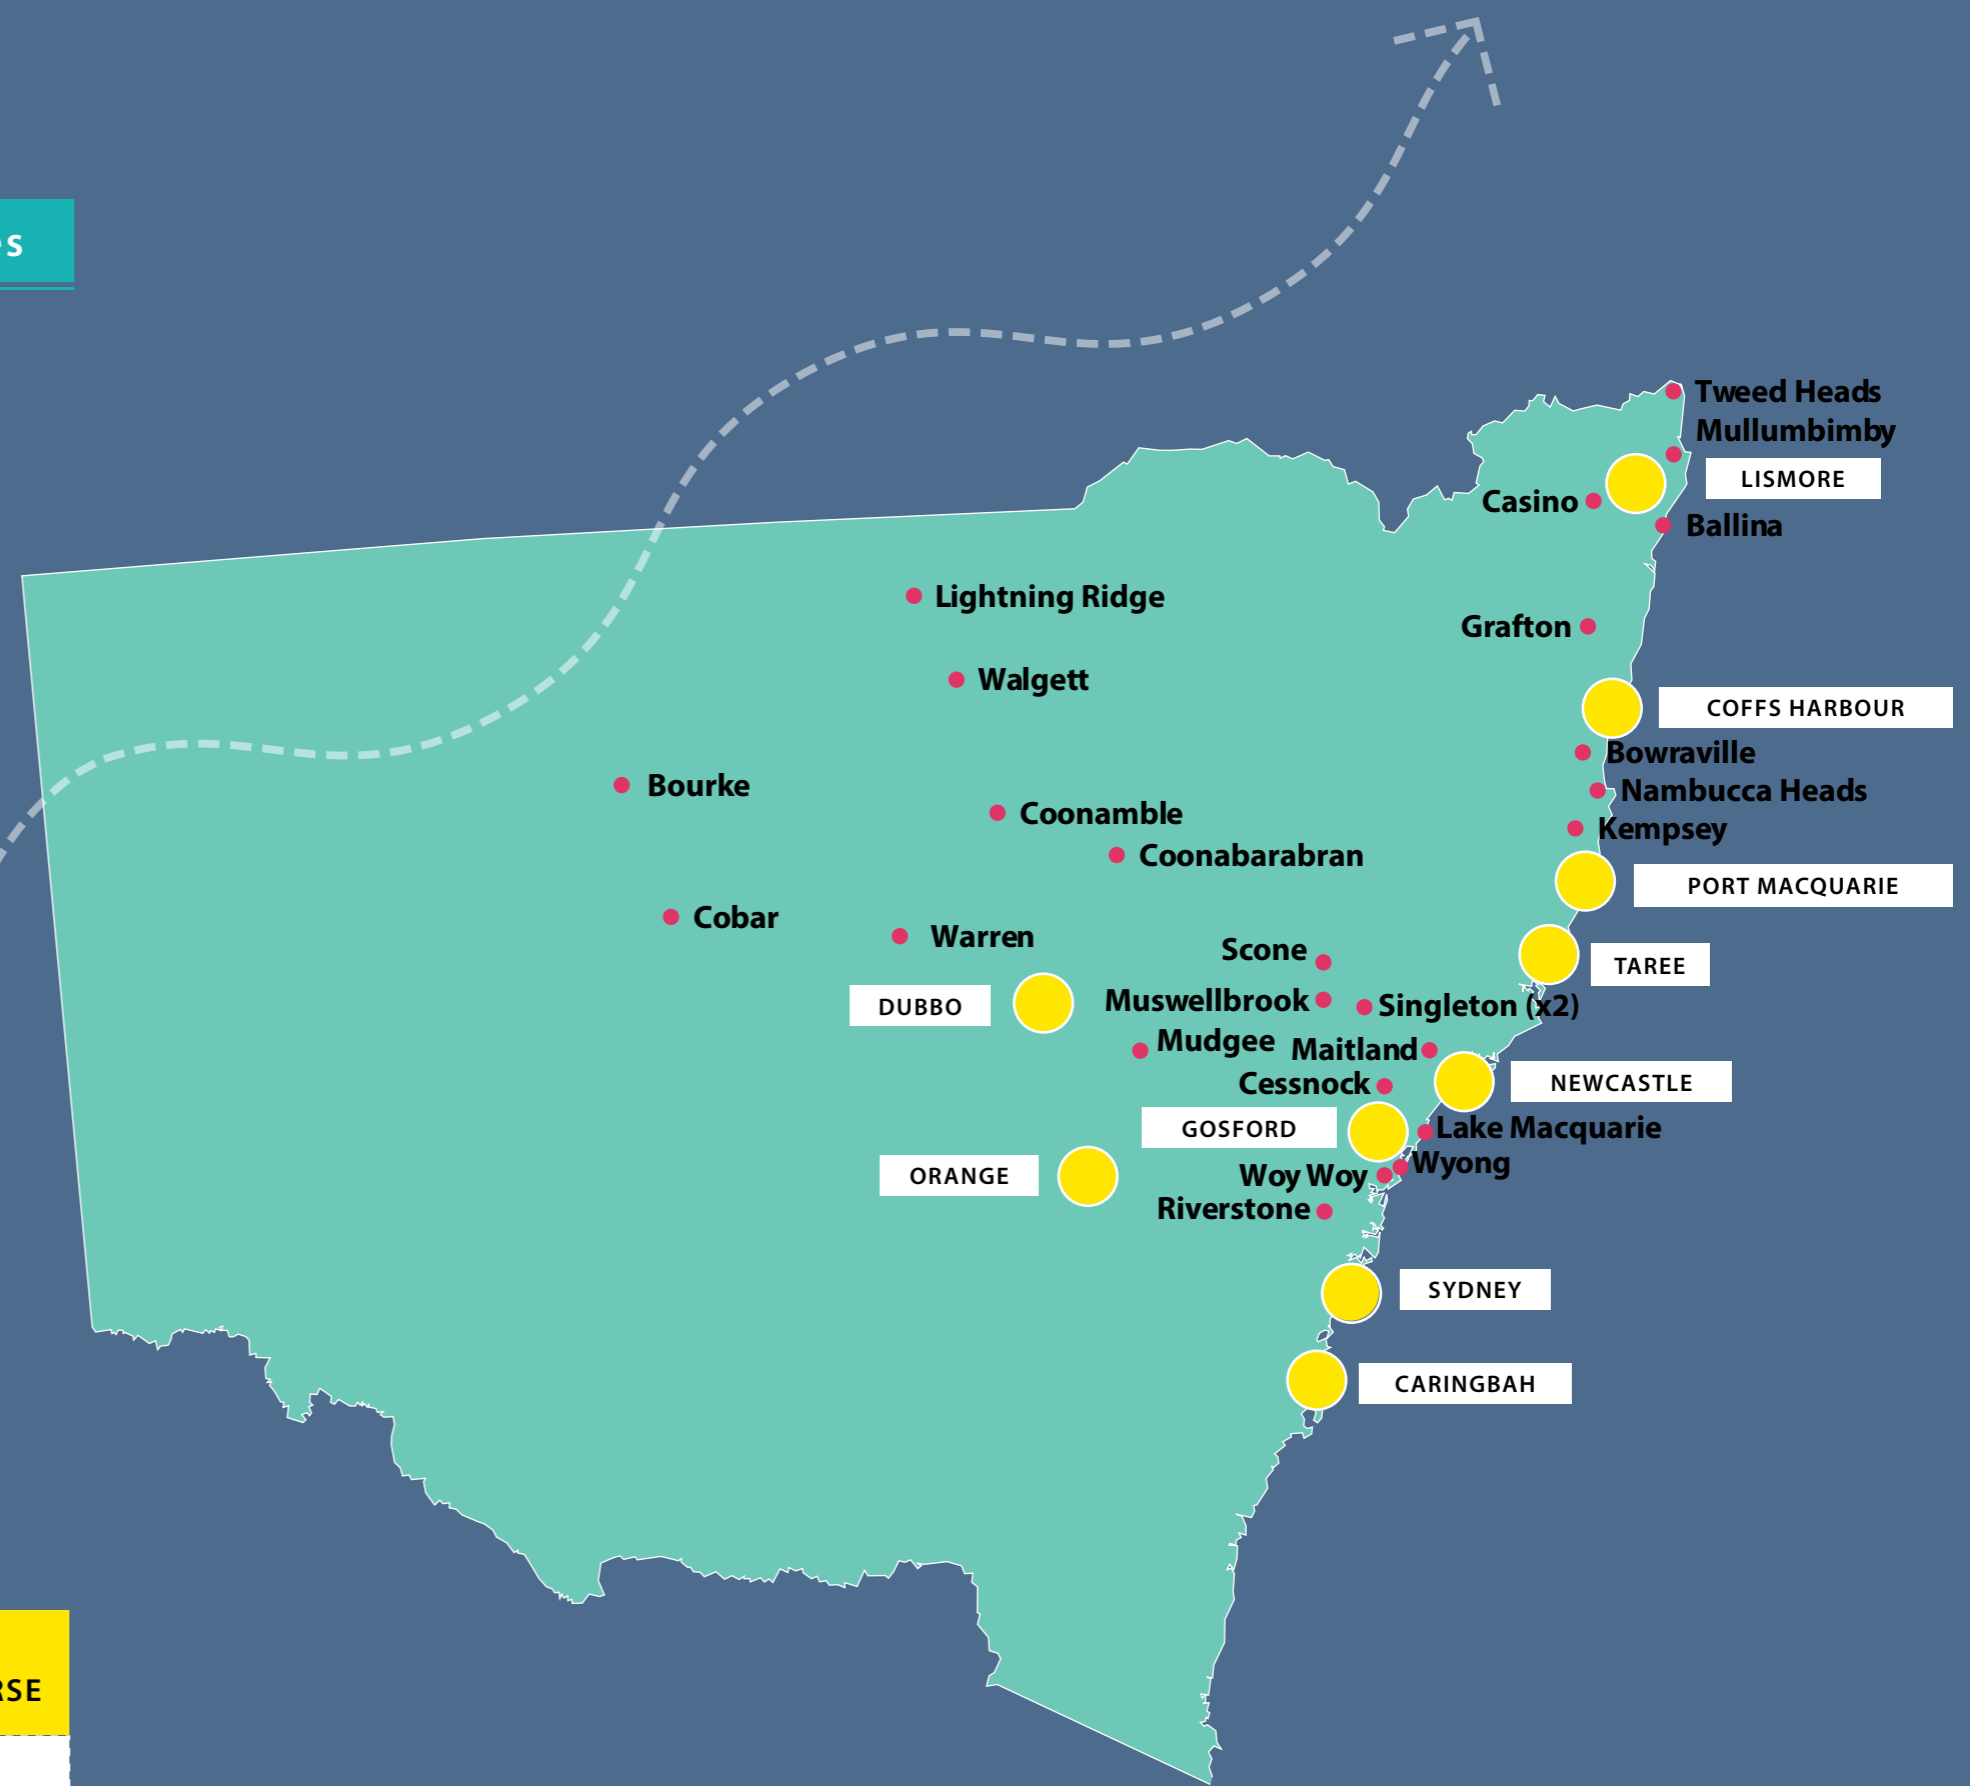 Tweed Heads
Mullumbimby
LISMORE
Casino
Ballina
Lightning Ridge
Grafton
Walgett
COFFS HARBOUR
Bowraville
Bourke
Nambucca Heads
Coonamble
Kempsey
Coonabarabran
PORT MACQUARIE
Cobar
Warren
Scone
TAREE
DUBBO
Muswellbrook
Singleton (x2)
Mudgee
Maitland
Cessnock
NEWCASTLE
GOSFORD
Lake Macquarie
Wyong
ORANGE
Woy Woy
Riverstone
SYDNEY
CARINGBAH